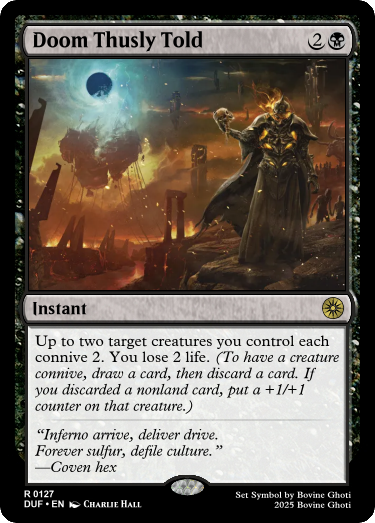 Doom Thusly Told 2
Instant
Up to two target creatures you control each
connive 2. You lose 2 life. (To have a creature
connive, draw a card, then discard a card. If
you discarded a nonland card, put a +1/+1
counter on that creature.)
“Inferno arrive, deliver drive.
Forever sulfur, defile culture.”
—Coven hex
R 0127
DUF • EN CHARLIE HALL
Set Symbol by Bovine Ghoti
2025 Bovine Ghoti